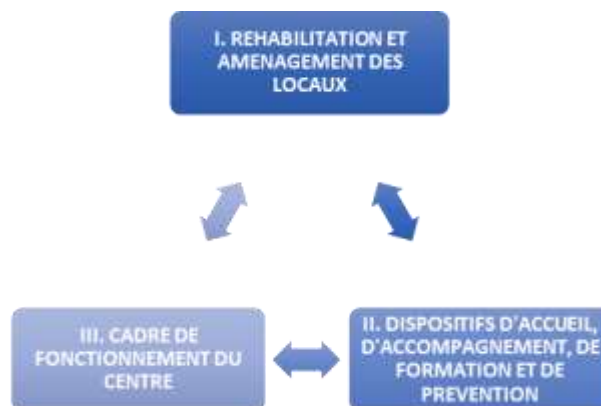 I. REHABILITATION ET
AMENAGEMENT DES
LOCAUX
III. CADRE DE
FONCTIONNEMENT DU
CENTRE
II. DISPOSITIFS D'ACCUEIL,
D'ACCOMPAGNEMENT, DE
FORMATION ET DE
PREVENTION